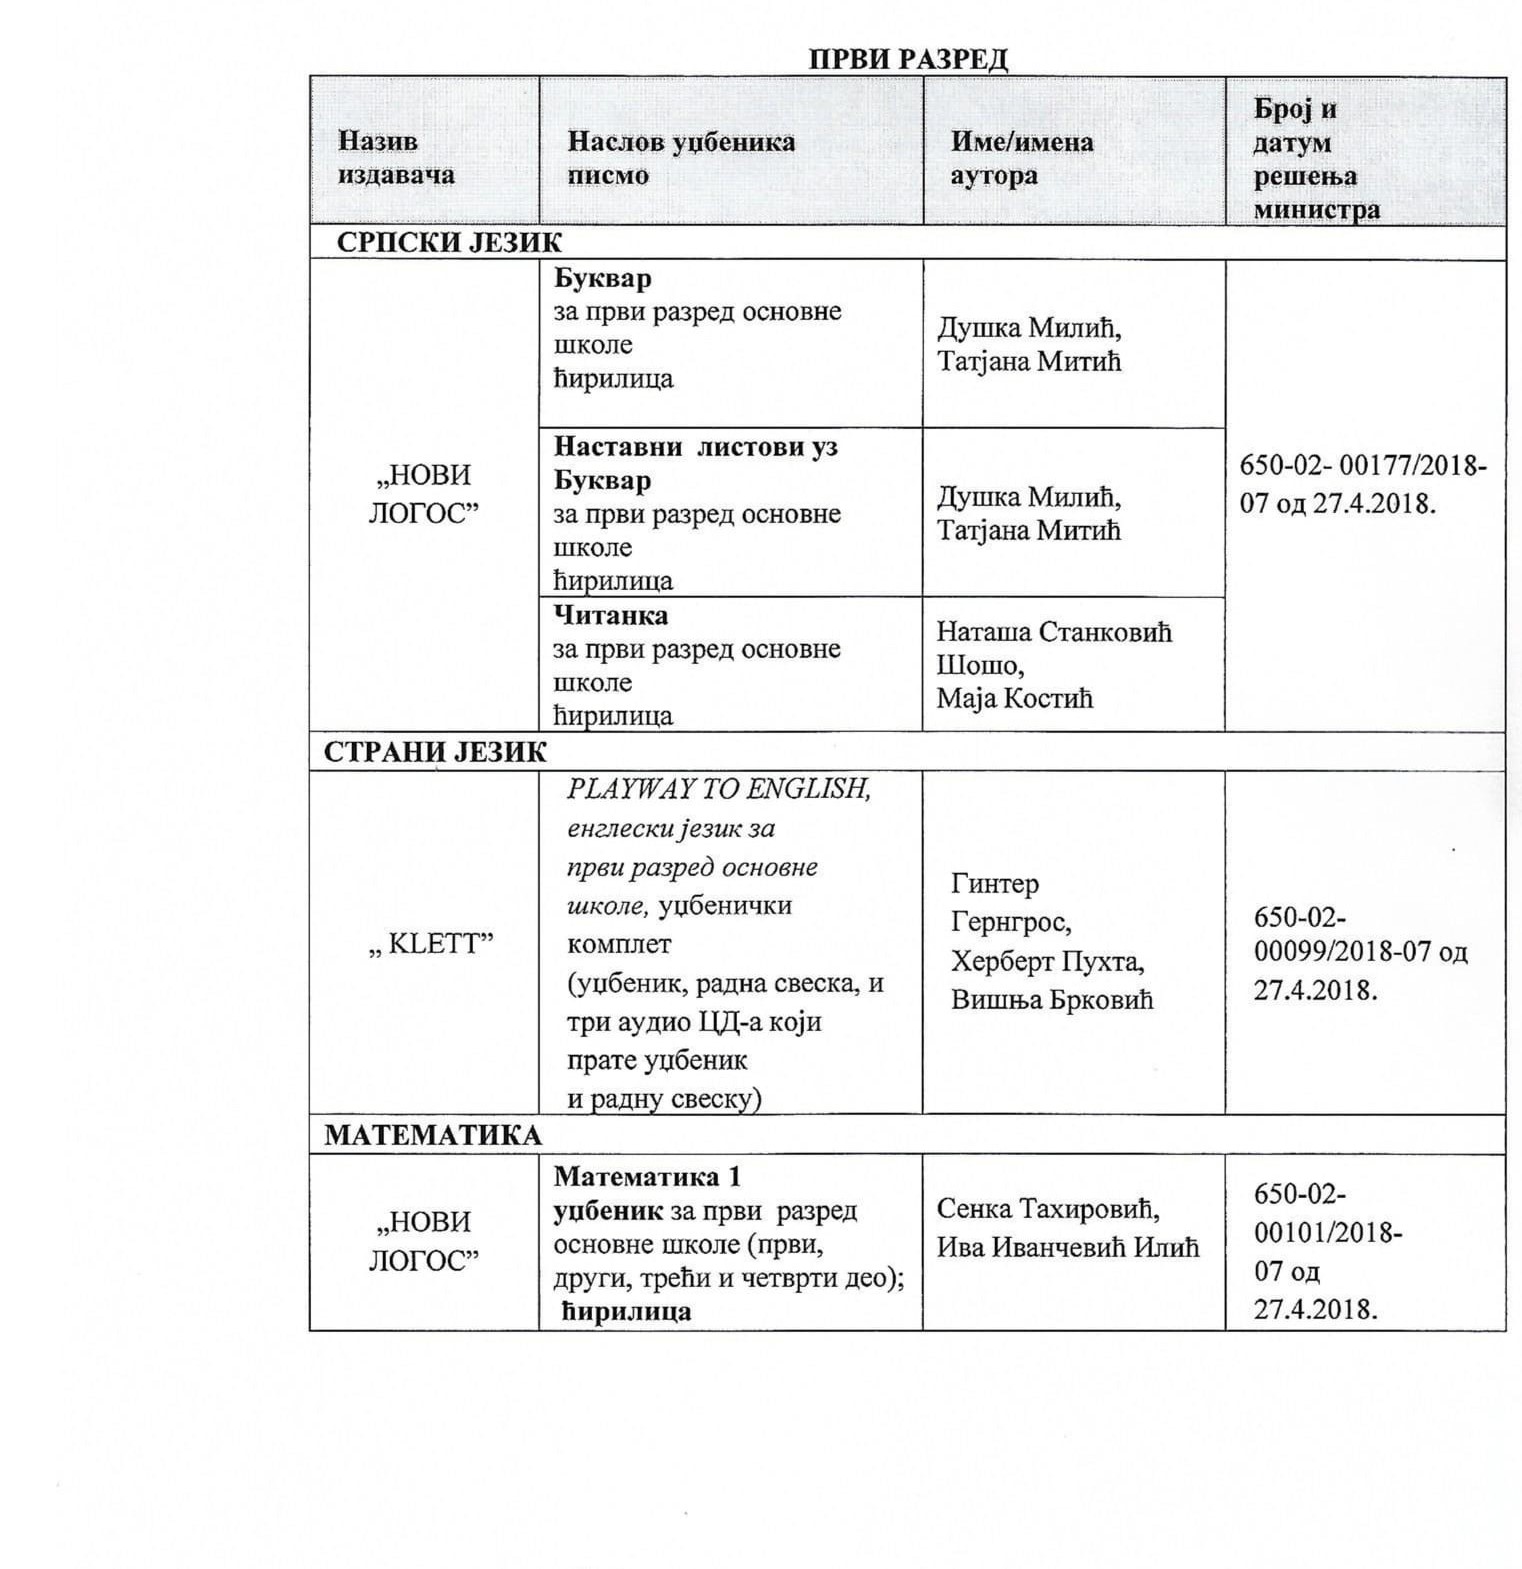 ПРВИ РАЗРЕД
Назив
издавача
Наслов уџбеника
писмо
Име/имена
аутора
Број и
датум
решења
министра
СРПСКИ ЈЕЗИК
„НОВИ
ЛОГОС”
Буквар
за први разред основне
школе
ћирилица
Душка Милић,
Татјана Митић
650-02- 00177/2018-
07 од 27.4.2018.
Наставни листови уз
Буквар
за први разред основне
школе
ћирилица
Душка Милић,
Татјана Митић
Читанка
за први разред основне
школе
ћирилица
Наташа Станковић
Шошо,
Маја Костић
СТРАНИ ЈЕЗИК
„ KLETT”
PLAYWAY TO ENGLISH,
енглески језик за
први разред основне
школе, уџбенички
комплет
(уџбеник, радна свеска, и
три аудио ЦД-а који
прате уџбеник
и радну свеску)
Гинтер
Гернгрос,
Херберт Пухта,
Вишња Брковић
650-02-
00099/2018-07 од
27.4.2018.
МАТЕМАТИКА
„НОВИ
ЛОГОС”
Математика 1
уџбеник за први разред
основне школе (први,
други, трећи и четврти део);
ћирилица
Сенка Тахировић,
Ива Иванчевић Илић
650-02-
00101/2018-
07 од
27.4.2018.